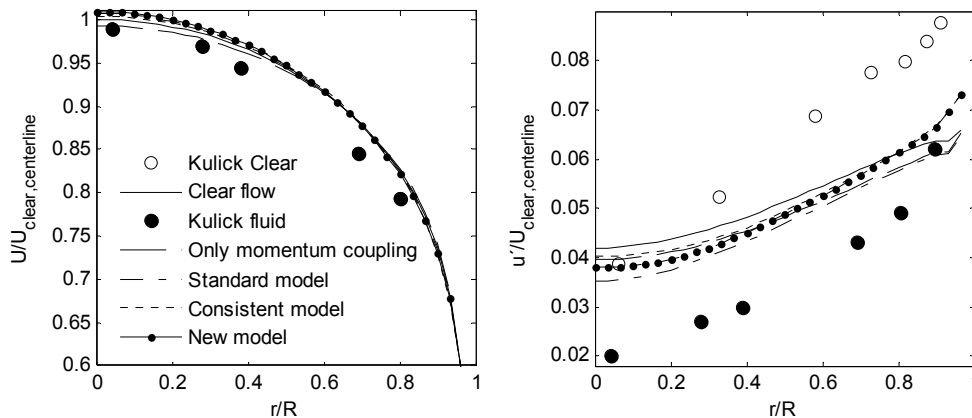 1
0.95
0.9
0.85
0.8
0.75
0.7
0.65
0.6
U/U_clear,centerline
Kulick Clear
Clear flow
Kulick fluid
Only momentum coupling
Standard model
Consistent model
New model
0 0.2 0.4 0.6 0.8 1
r/R
0.08
0.07
0.06
0.05
0.04
0.03
0.02
u´/U_clear,centerline
0 0.2 0.4 0.6 0.8
r/R